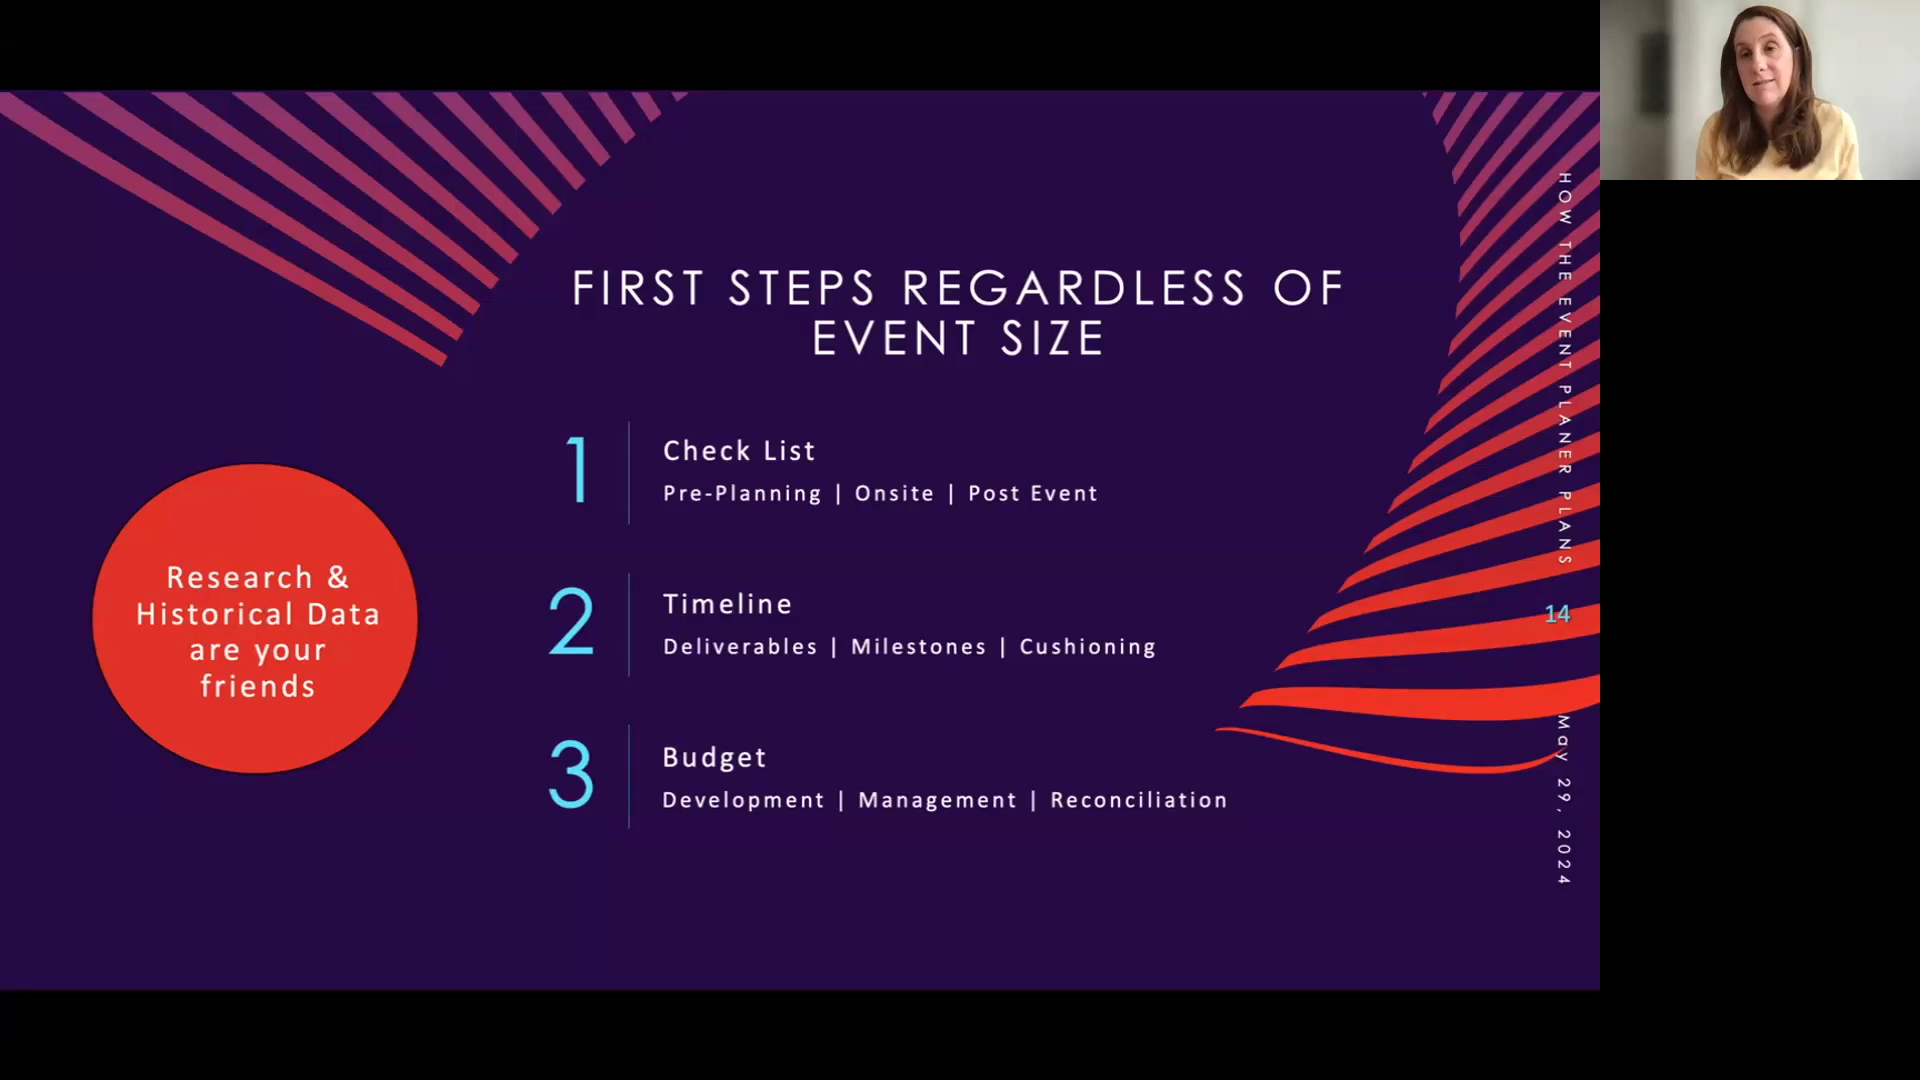 FIRST STEPS REGARDLESS OF
EVENT SIZE
1
Check List
Pre-Planning | Onsite | Post Event
2
Timeline
Deliverables | Milestones | Cushioning
3
Budget
Development | Management | Reconciliation
Research &
Historical Data
are your
friends
HOW THE EVENT PLANER PLANS
14
May 29, 2024